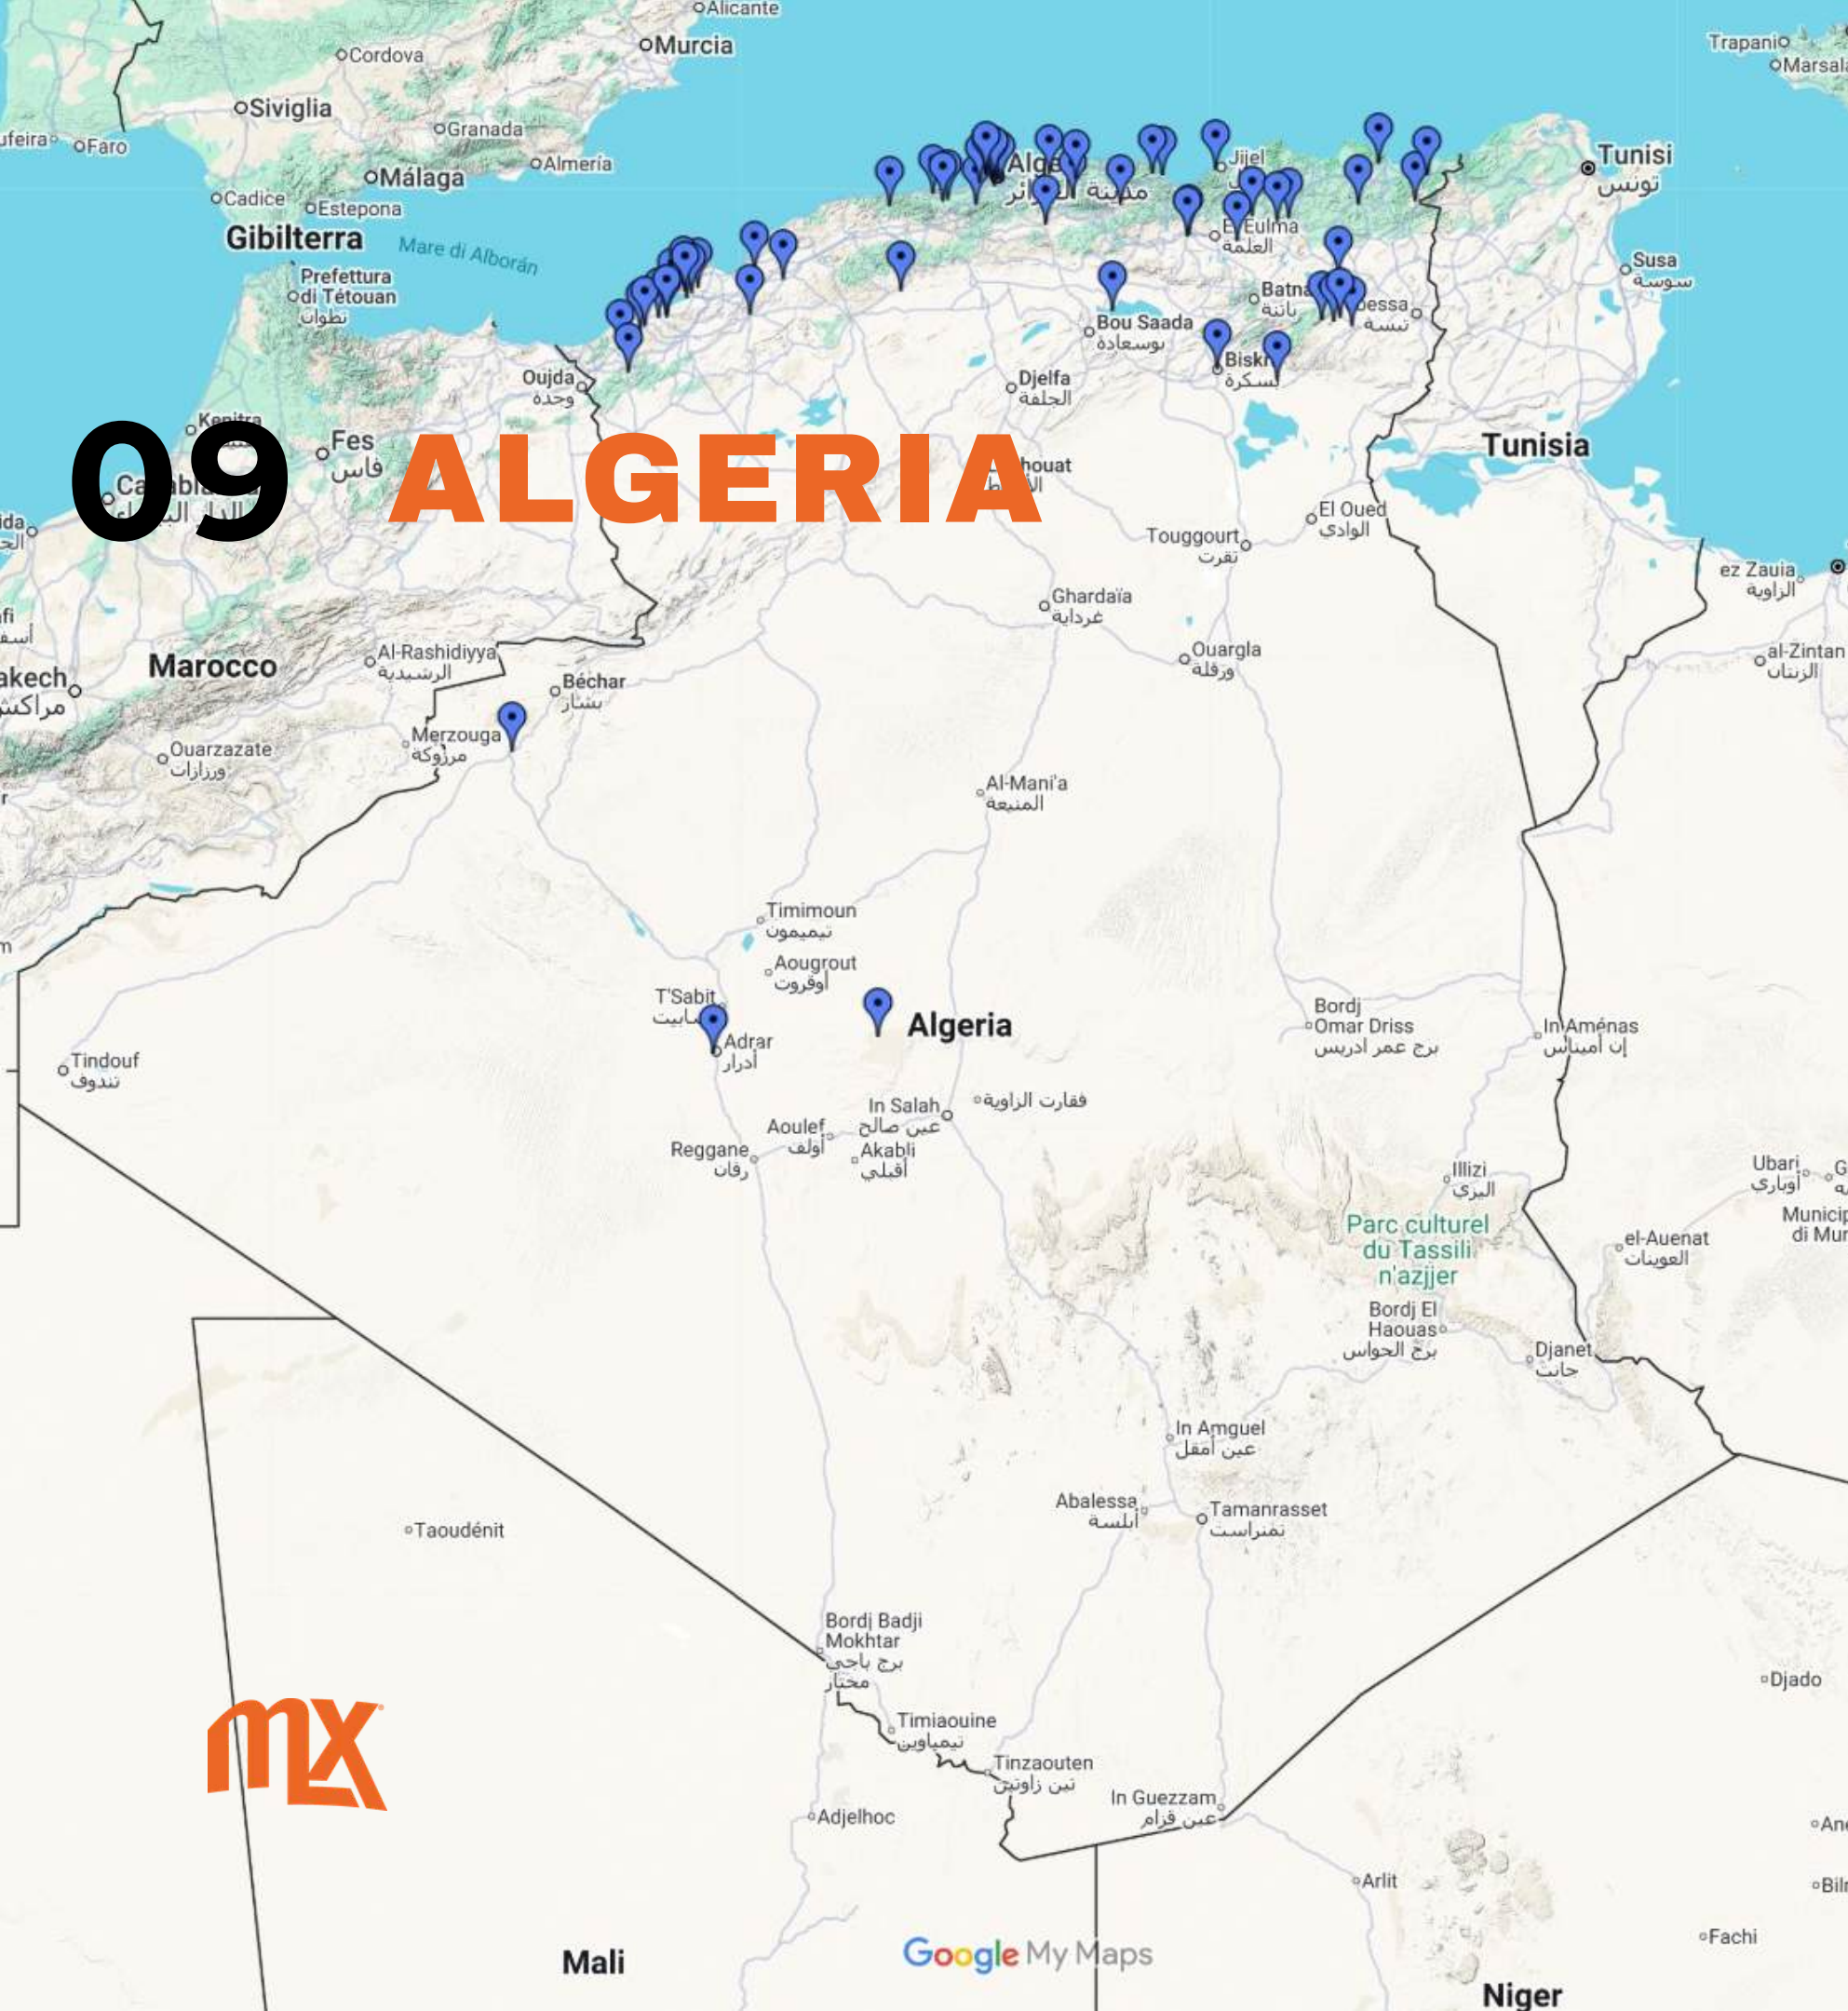 Alicante
Murcia
Cordova
Trapani
Siviglia
Granada
Faro
Almería
Málaga
Cadice
Estepona
Gibilterra
Mare di Alborán
Prefettura
di Tétouan
تطوان
Jijel
Tunisi
تونس
El Eulma
العلمة
Susa
سوسة
Batna
باتنة
تبسة
Bou Saada
بوسعادة
Biskra
بسكرة
Oujda
وجدة
Djelfa
الجلفة
Kenitra
Fes
فاس
09 ALGERIA
Tunisia
El Oued
الوادي
Touggourt
تقرت
ez Zauia
الزاوية
Ghardaïa
غرداية
Marocco
Al-Rashidiyya
الرشيدية
Béchar
بشار
Ouargla
ورقلة
al-Zintan
الزنتان
akech
مراكش
Merzouga
مرزوكة
Ouarzazate
ورزازات
Al-Mani'a
المنيعة
Timimoun
تيميمون
Aougrout
أوقروت
T'Sabit
Adrar
أدرار
Algeria
Bordj
Omar Driss
برج عمر ادريس
In Aménas
إن أميناس
Tindouf
تندوف
In Salah
عين صالح
فقارت الزاوية
Aoulef
أولف
Akabli
أقبلي
Reggane
رقان
Illizi
اليزي
Ubari
أوباري
Parc culturel
du Tassili
n'azjjer
el-Auenat
العوينات
Bordj El
Haouas
برج الحواس
Djanet
جانت
In Amguel
عين أمقل
Abalessa
أبلسة
Tamanrasset
تمنراست
Taoudénit
Bordj Badji
Mokhtar
برج باجي
مختار
Djado
MX
Timiaouine
تيمياوين
Tinzaouten
تين زاوتين
In Guezzam
عين قزام
Adjelhoc
Arlit
Fachi
Mali
Google My Maps
Niger